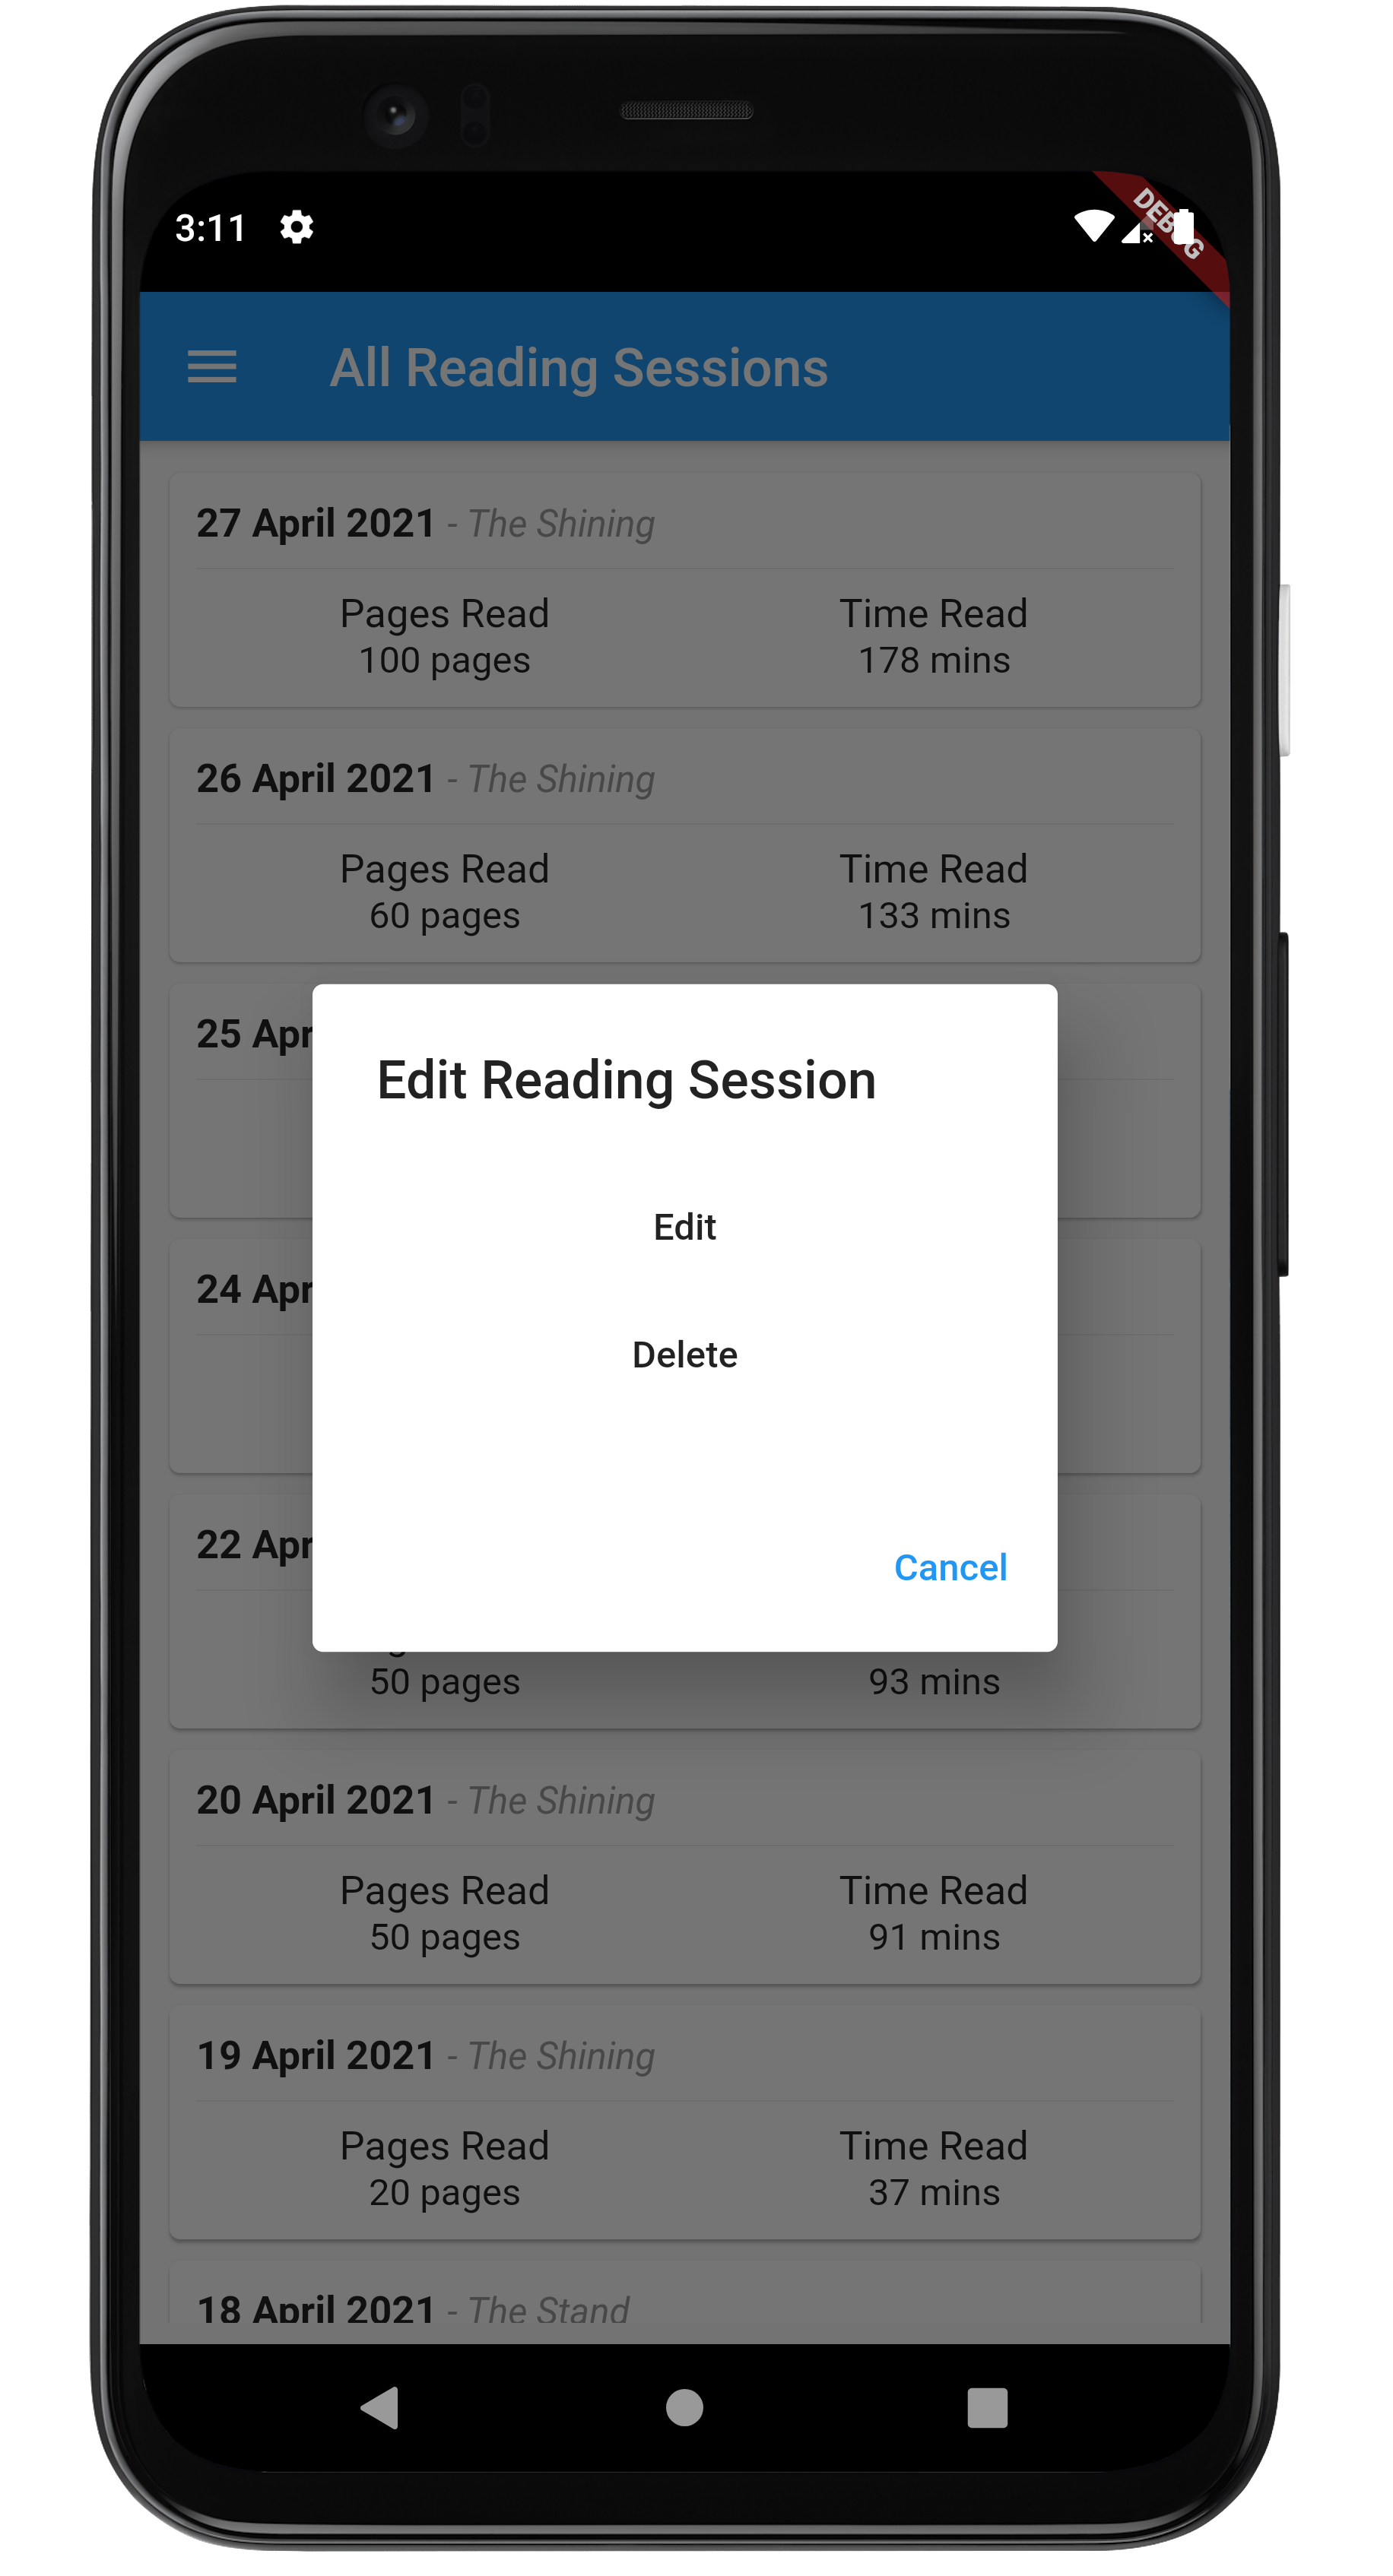 3:11
DEBUG
All Reading Sessions
27 April 2021 - The Shining
Pages Read Time Read
100 pages 178 mins
26 April 2021 - The Shining
Pages Read Time Read
60 pages 133 mins
25 Apr
Edit Reading Session
Edit
24 Apr
Delete
22 Apr
Cancel
50 pages 93 mins
20 April 2021 - The Shining
Pages Read Time Read
50 pages 91 mins
19 April 2021 - The Shining
Pages Read Time Read
20 pages 37 mins
18 April 2021 - The Stand